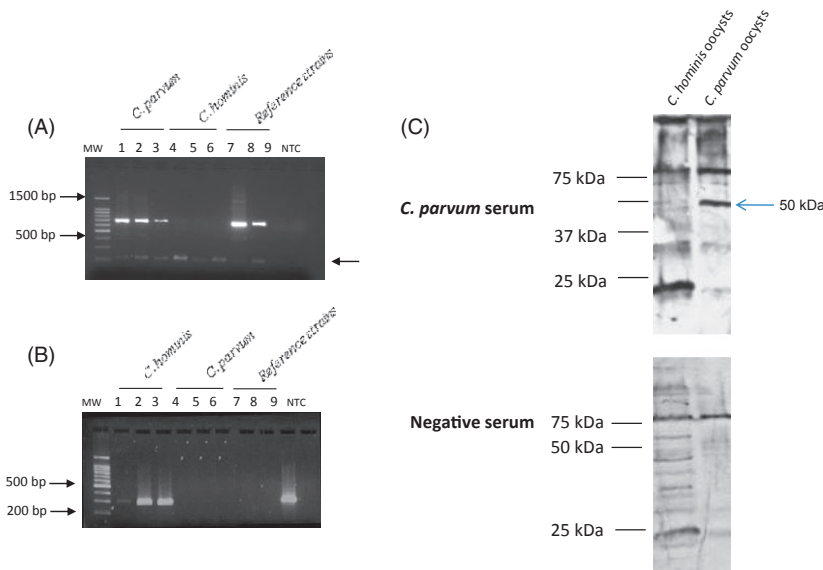 (A)
C. parvum
C. hominis
Reference strains
MW 1 2 3 4 5 6 7 8 9 NTC
1500 bp
500 bp
(B)
C. hominis
C. parvum
Reference strains
MW 1 2 3 4 5 6 7 8 9 NTC
500 bp
200 bp
(C)
C. hominis oocysts
C. parvum oocysts
75 kDa
C. parvum serum
50 kDa
37 kDa
25 kDa
Negative serum
75 kDa
50 kDa
25 kDa